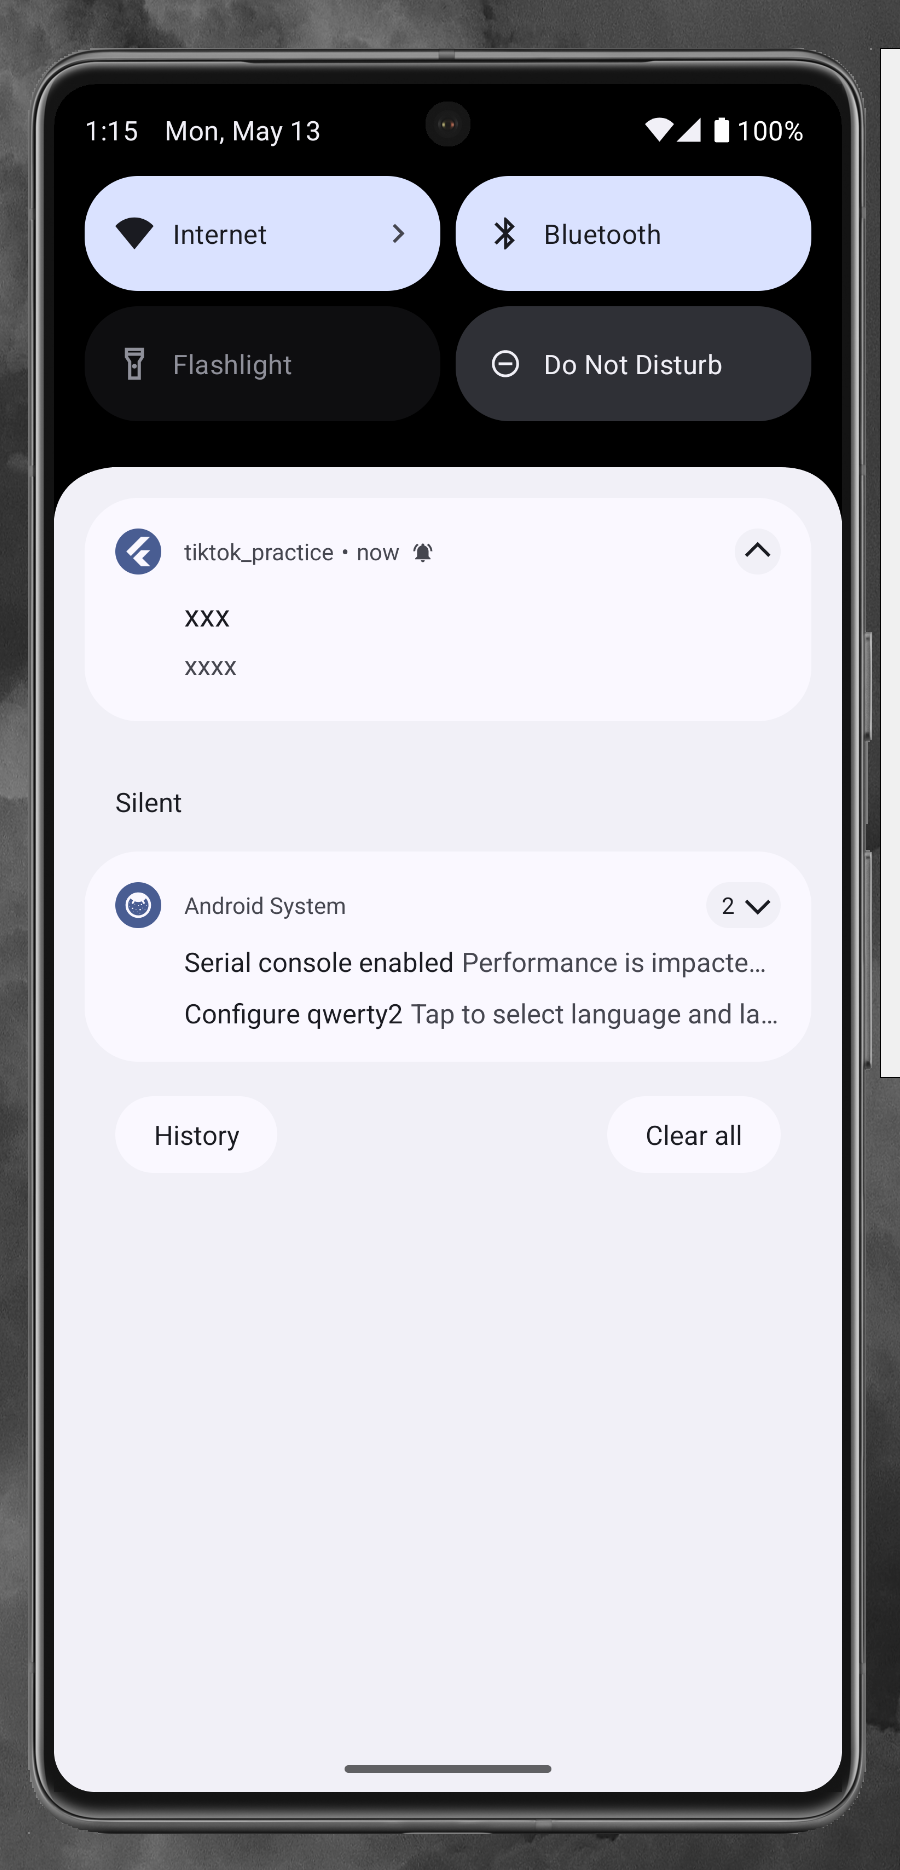 1:15 Mon, May 13 100%
Internet Bluetooth
Flashlight Do Not Disturb
tiktok_practice • now
xxx
xxxx
Silent
Android System 2
Serial console enabled Performance is impacte...
Configure qwerty2 Tap to select language and la...
History Clear all